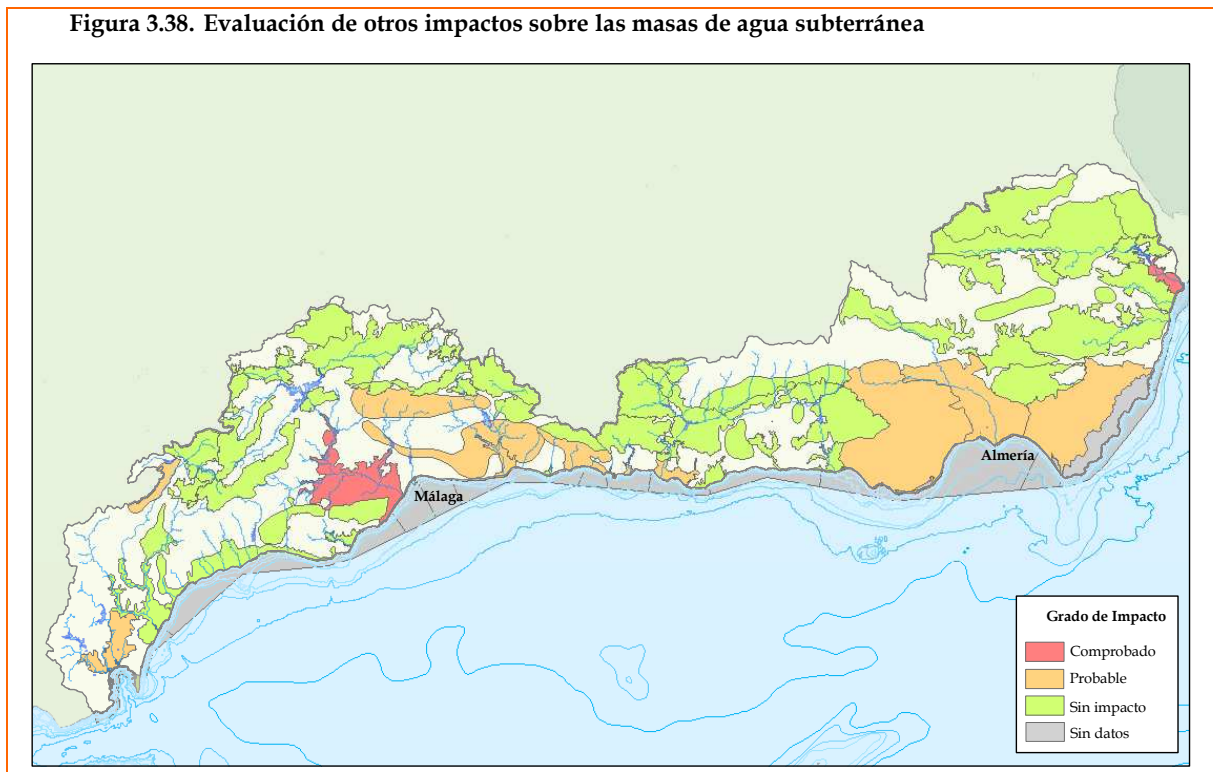 Figura 3.38. Evaluación de otros impactos sobre las masas de agua subterránea
Almería
Málaga
Grado de Impacto
Comprobado
Probable
Sin impacto
Sin datos